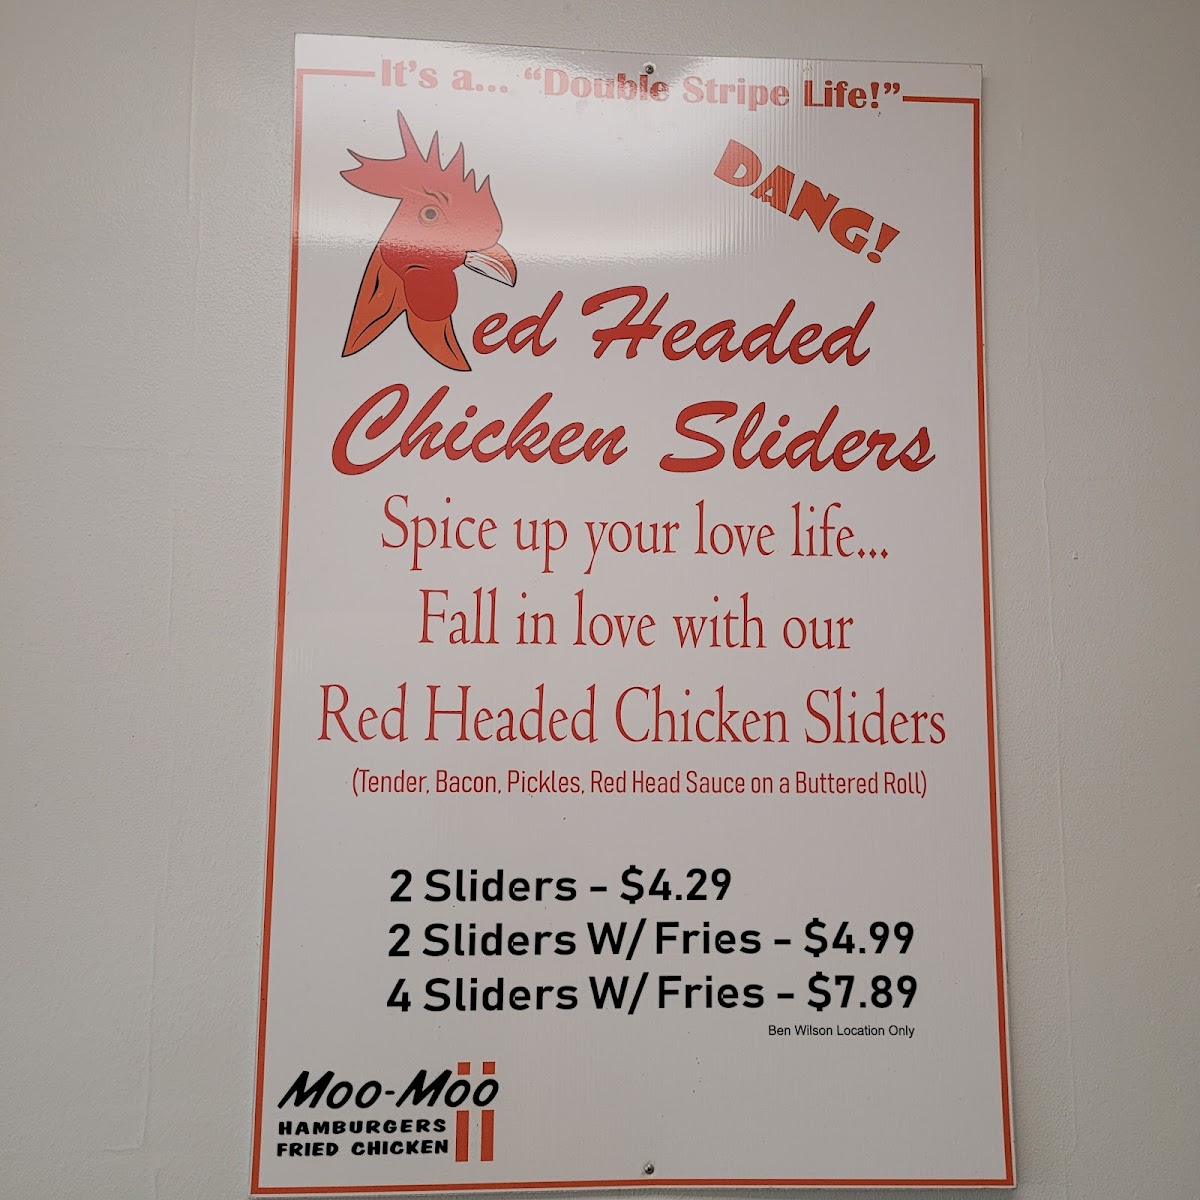 It's a... “Double Stripe Life!”
DANG!
ed Headed
Chicken Sliders
Spice up your love life...
Fall in love with our
Red Headed Chicken Sliders
(Tender, Bacon, Pickles, Red Head Sauce on a Buttered Roll)
2 Sliders - $4.29
2 Sliders W/ Fries - $4.99
4 Sliders W/ Fries - $7.89
Ben Wilson Location Only
Moo-Möö
HAMBURGERS
FRIED CHICKEN